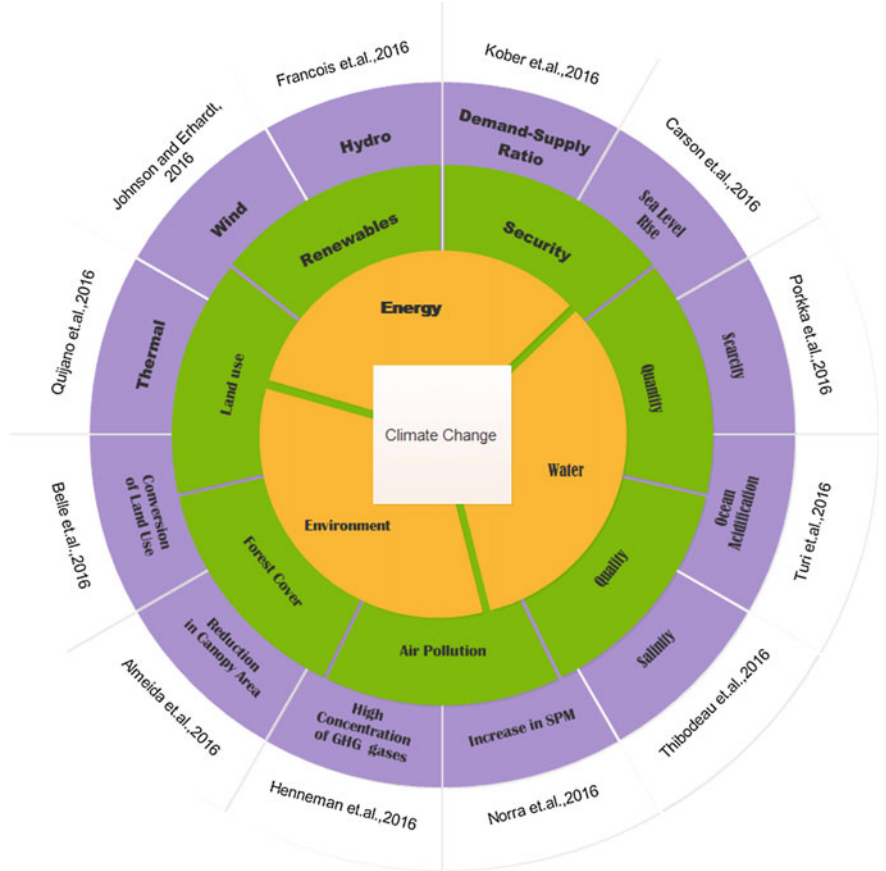 Francois et.al.,2016
Kober et.al.,2016
Johnson and Erhardt,
2016
Carson et.al.,2016
Hydro
Demand-Supply
Ratio
Wind
Sea Level
Rise
Renewables
Security
Quijano et.al.,2016
Porkka et.al.,2016
Thermal
Energy
Scarcity
Land use
Quantity
Climate Change
Water
Belle et.al.,2016
Conversion
of Land Use
Environment
Ocean
Acidification
Turi et.al.,2016
Forest Cover
Quality
Reduction
in Canopy Area
Air Pollution
Salinity
Almeida et.al.,2016
High
Concentration
of GHG gases
Increase in SPM
Thibodeau et.al.,2016
Henneman et.al.,2016
Norra et.al.,2016